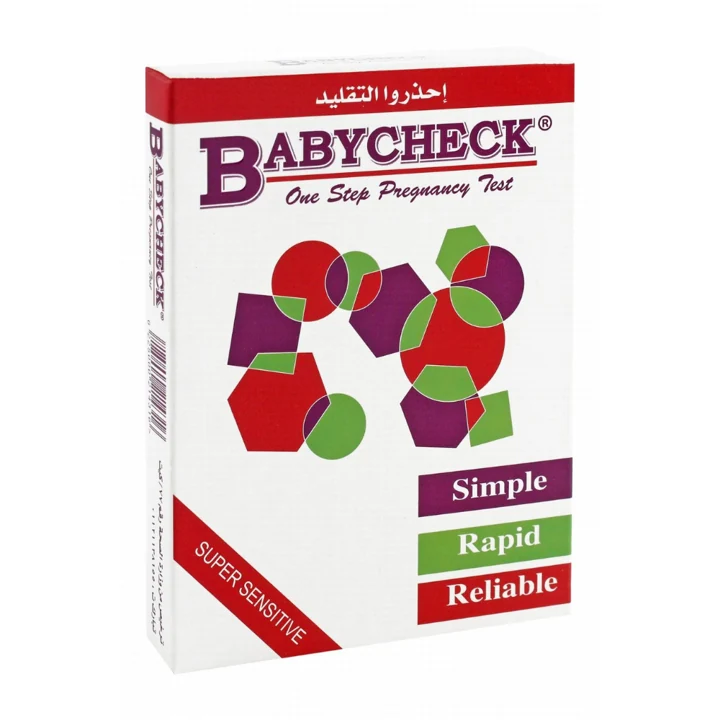 إحذروا التقليد
BABYCHECK®
One Step Pregnancy Test
Simple
Rapid
Reliable
SUPER SENSITIVE
BABYCHECK®
One Step Pregnancy Test